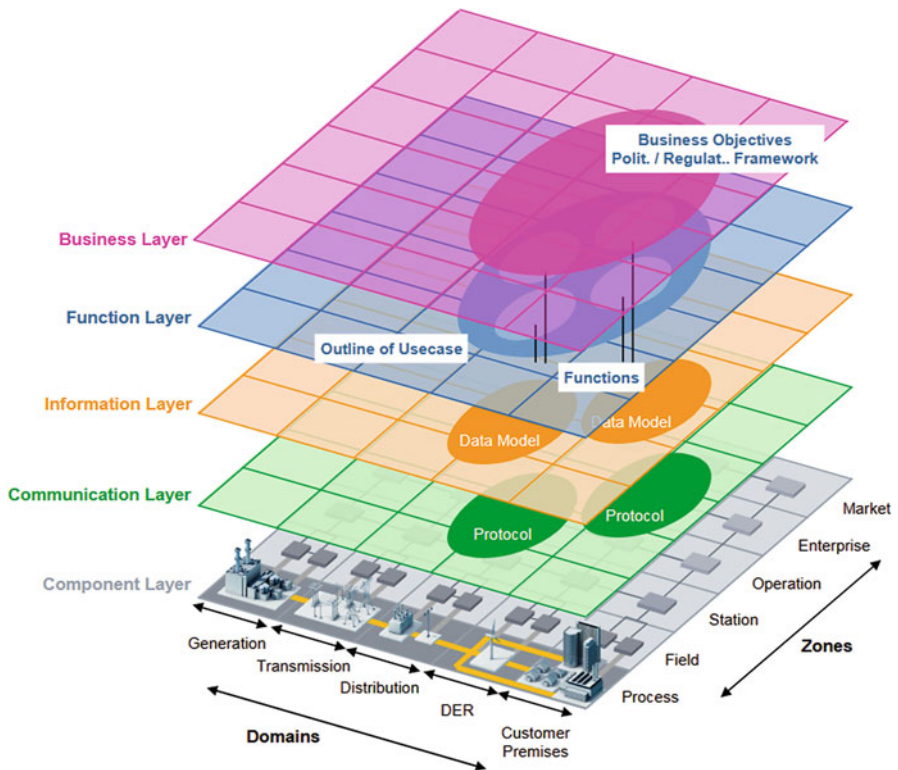 Business Objectives
Polit. / Regulat.. Framework
Business Layer
Function Layer
Outline of Usecase
Functions
Information Layer
Data Model
Data Model
Communication Layer
Protocol
Protocol
Component Layer
Market
Enterprise
Operation
Station
Field
Process
Zones
Generation
Transmission
Distribution
DER
Customer
Premises
Domains